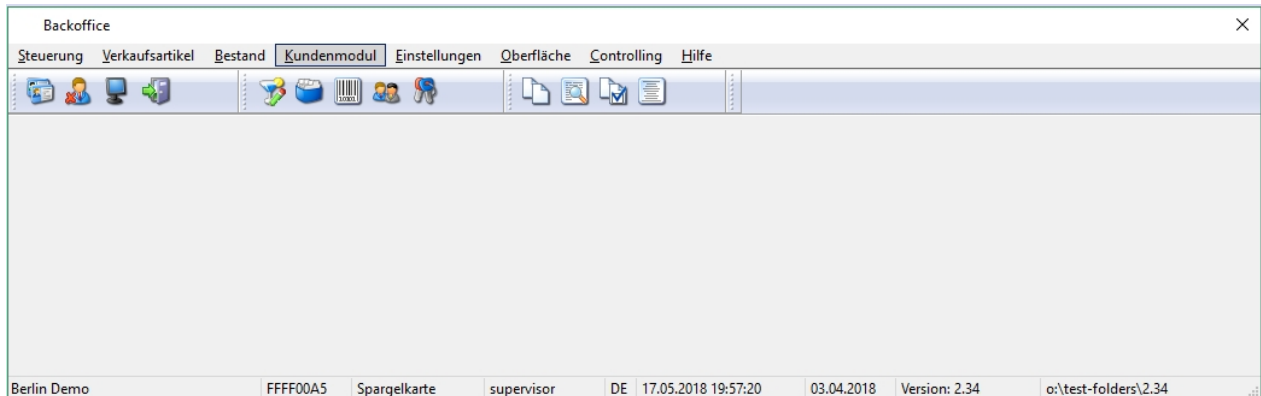 Backoffice
Steuerung Verkaufsartikel Bestand Kundenmodul Einstellungen Oberfläche Controlling Hilfe
Berlin Demo FFFF00A5 Spargelkarte supervisor DE 17.05.2018 19:57:20 03.04.2018 Version: 2.34 o:\test-folders\2.34